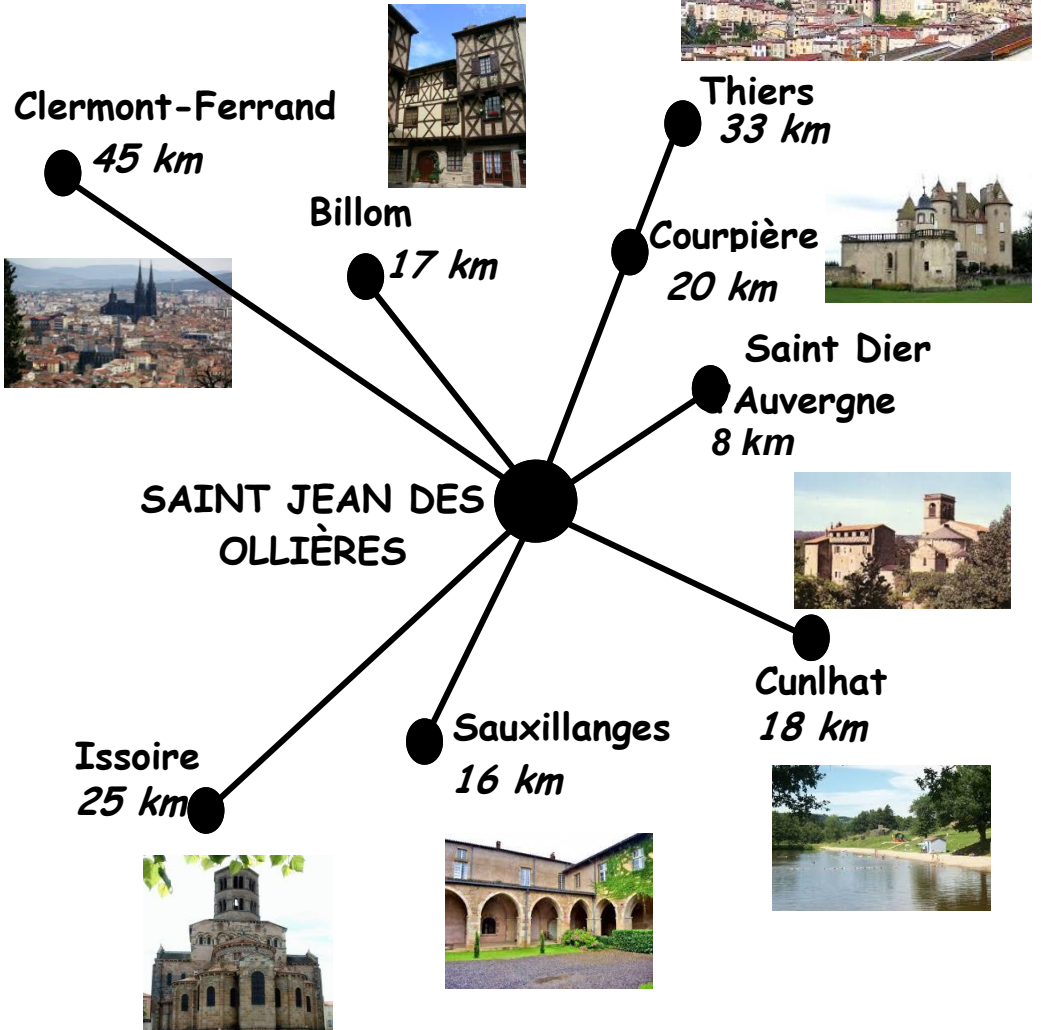 Thiers
33 km
Clermont-Ferrand
45 km
Billom
17 km
Courpière
20 km
Saint Dier
d'Auvergne
8 km
SAINT JEAN DES
OLLIÈRES
Cunlhat
18 km
Sauxillanges
16 km
Issoire
25 km